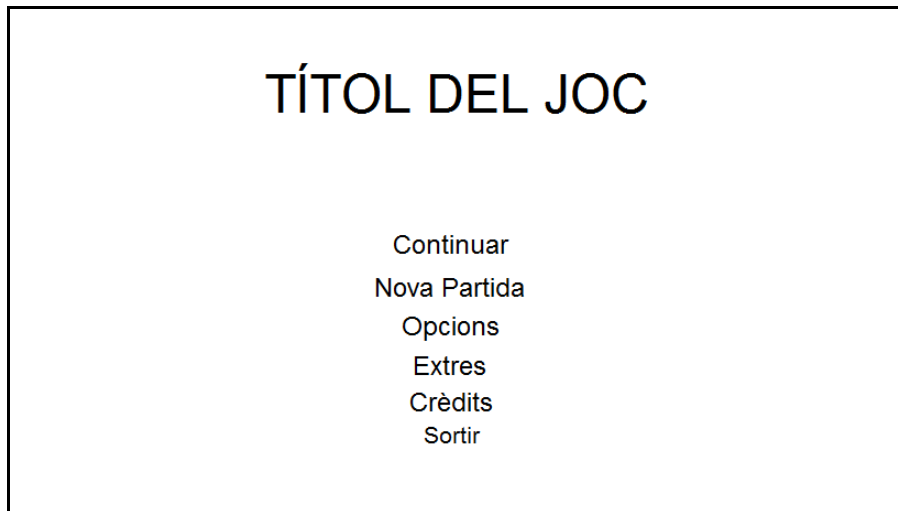 TÍTOL DEL JOC
Continuar
Nova Partida
Opcions
Extres
Crèdits
Sortir